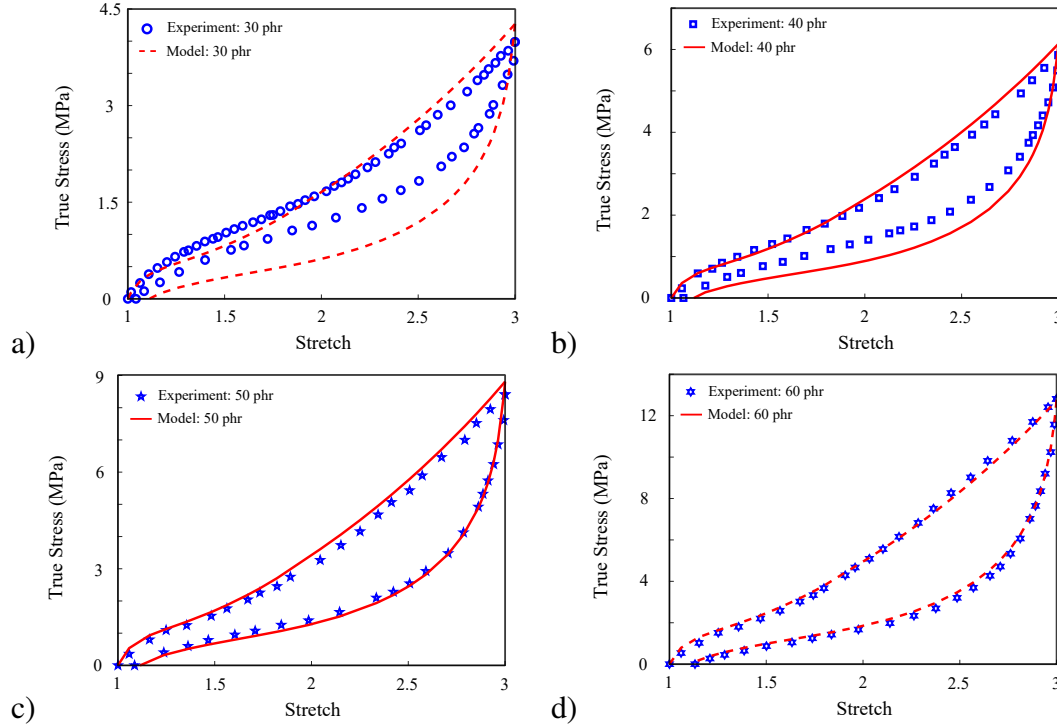 4.5
3
1.5
0
True Stress (MPa)
Experiment: 30 phr
Model: 30 phr
1
1.5
2
2.5
3
Stretch
a)
6
4
2
0
True Stress (MPa)
Experiment: 40 phr
Model: 40 phr
1
1.5
2
2.5
3
Stretch
b)
9
6
3
0
True Stress (MPa)
Experiment: 50 phr
Model: 50 phr
1
1.5
2
2.5
3
Stretch
c)
12
8
4
0
True Stress (MPa)
Experiment: 60 phr
Model: 60 phr
1
1.5
2
2.5
3
Stretch
d)